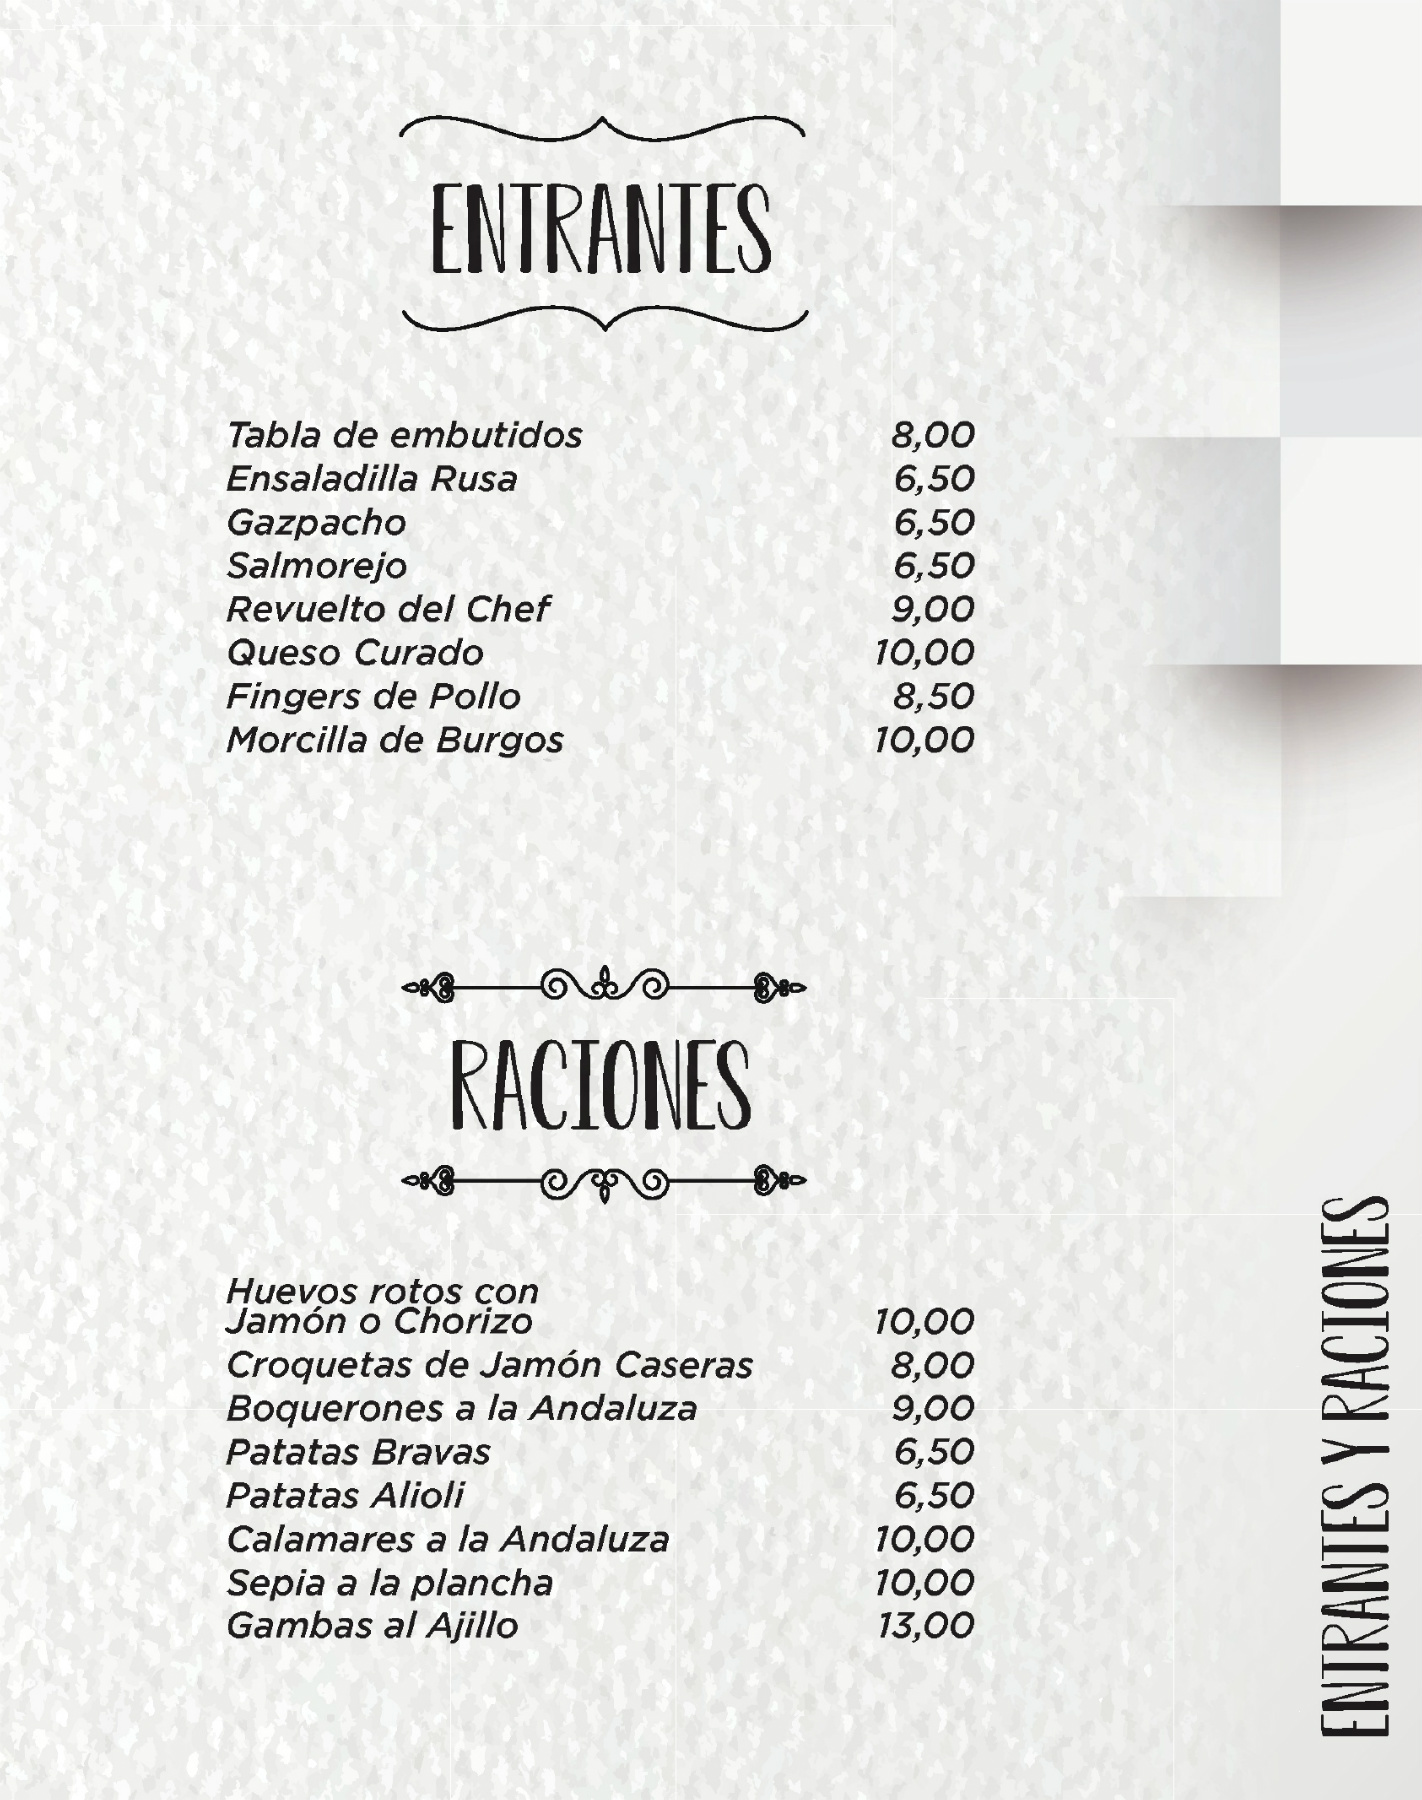 ENTRANTES
Tabla de embutidos 8,00
Ensaladilla Rusa 6,50
Gazpacho 6,50
Salmorejo 6,50
Revuelto del Chef 9,00
Queso Curado 10,00
Fingers de Pollo 8,50
Morcilla de Burgos 10,00
RACIONES
Huevos rotos con
Jamón o Chorizo 10,00
Croquetas de Jamón Caseras 8,00
Boquerones a la Andaluza 9,00
Patatas Bravas 6,50
Patatas Alioli 6,50
Calamares a la Andaluza 10,00
Sepia a la plancha 10,00
Gambas al Ajillo 13,00
ENTRANTES Y RACIONES